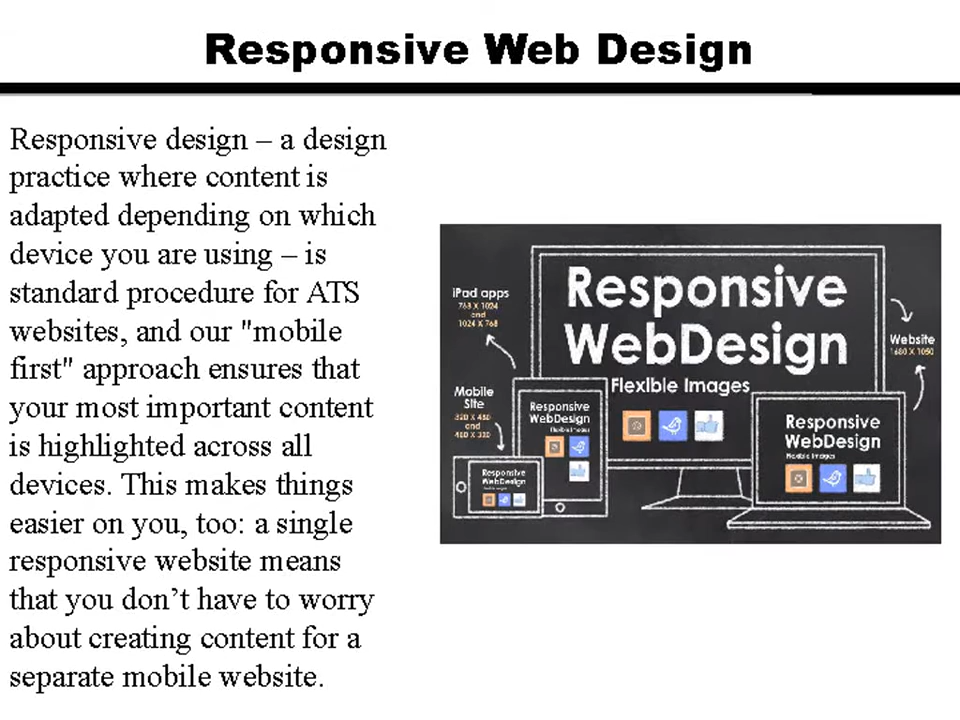 Responsive Web Design
Responsive design – a design
practice where content is
adapted depending on which
device you are using – is
standard procedure for ATS
websites, and our "mobile
first" approach ensures that
your most important content
is highlighted across all
devices. This makes things
easier on you, too: a single
responsive website means
that you don’t have to worry
about creating content for a
separate mobile website.
Responsive
WebDesign
Flexible Images
iPad apps
768 X 1024
and
1024 X 768
Website
1680 X 1050
Mobile
Site
320 X 480
and
480 X 320
Responsive
WebDesign
Flexible Images
Responsive
WebDesign
Flexible Images
Responsive
WebDesign